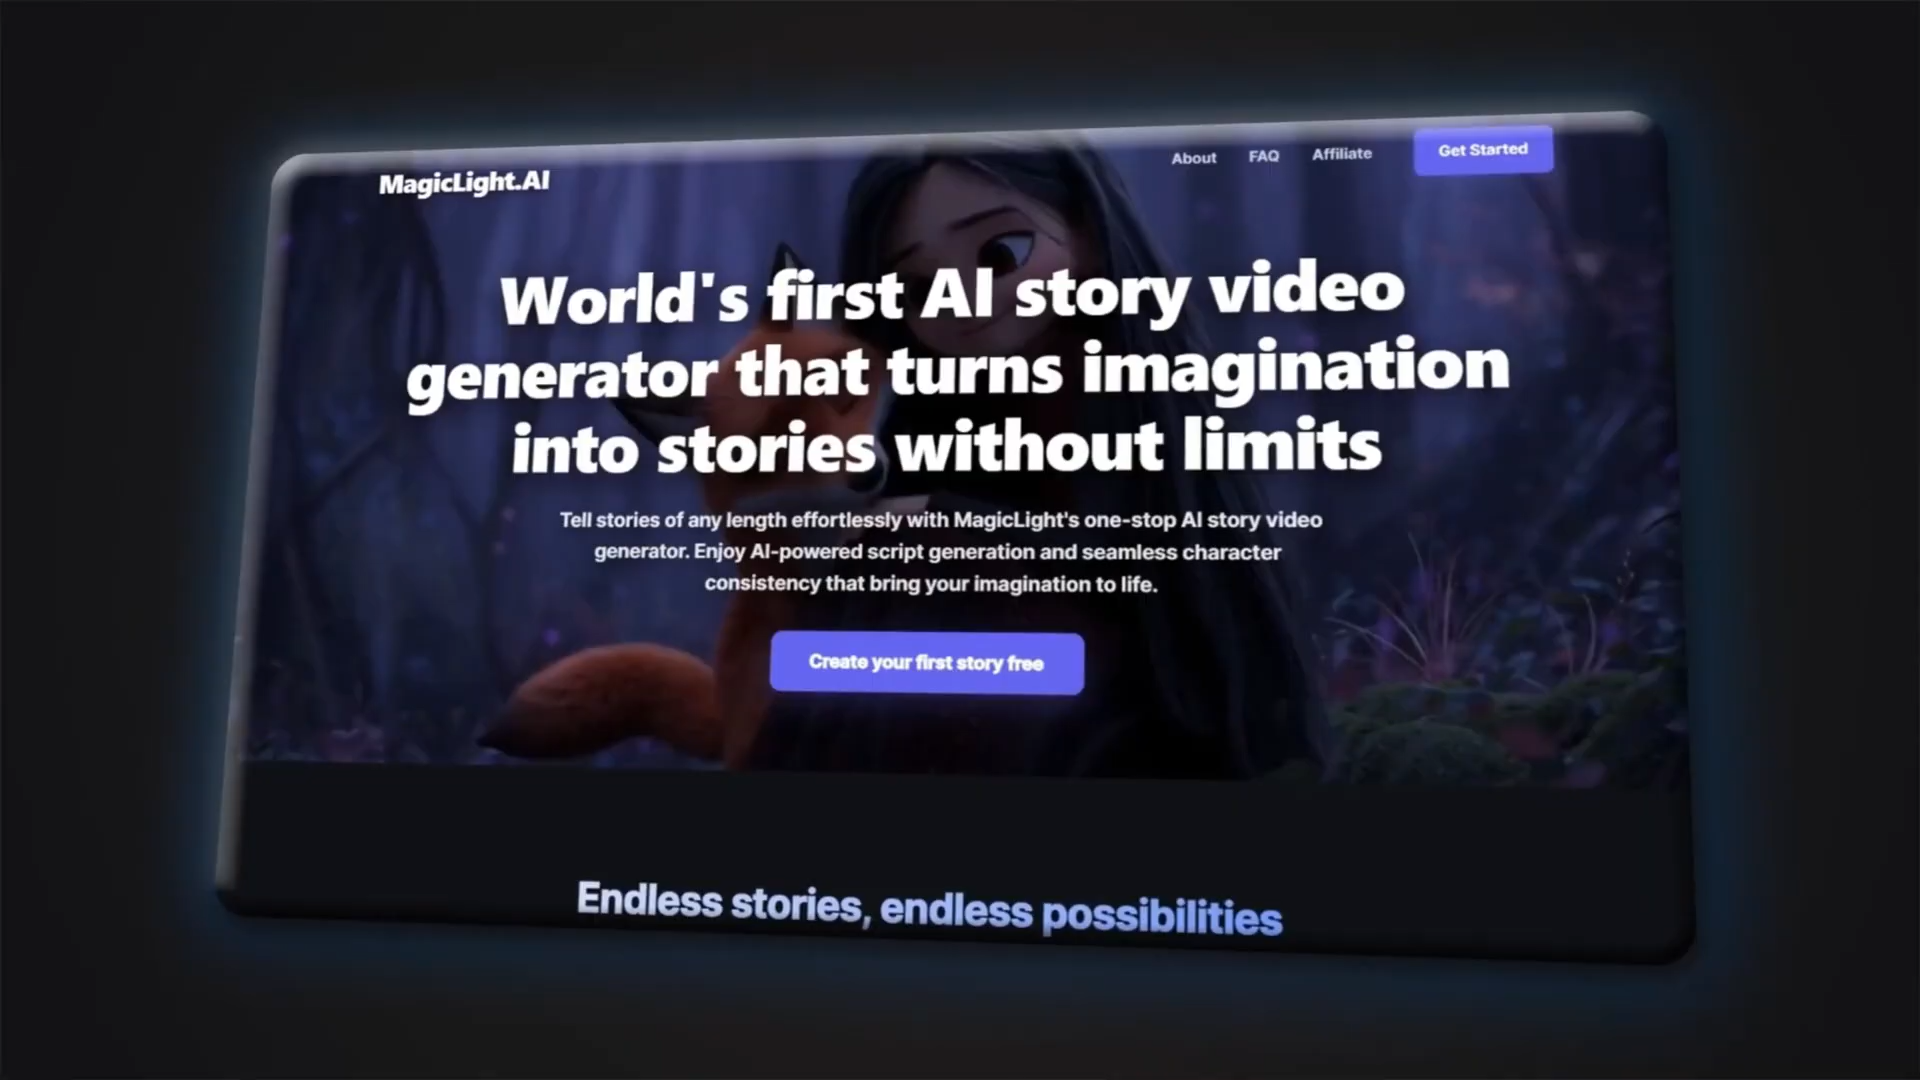 MagicLight.AI
About
FAQ
Affiliate
Get Started
World's first AI story video
generator that turns imagination
into stories without limits
Tell stories of any length effortlessly with MagicLight's one-stop AI story video
generator. Enjoy AI-powered script generation and seamless character
consistency that bring your imagination to life.
Create your first story free
Endless stories, endless possibilities